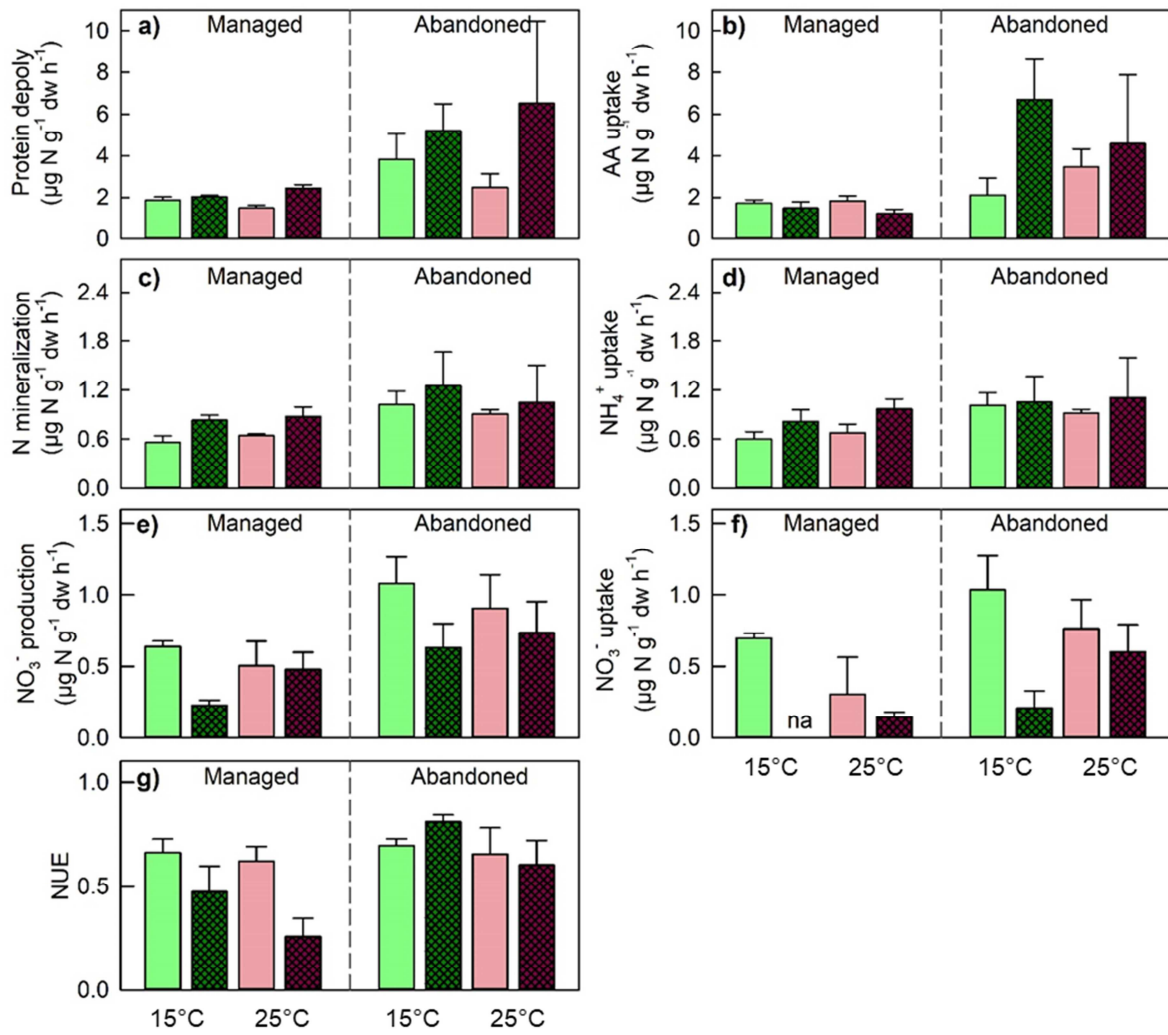 a) Managed Abandoned
Protein depoly
(µg N g⁻¹ dw h⁻¹)
10
8
6
4
2
0
b) Managed Abandoned
AA uptake
(µg N g⁻¹ dw h⁻¹)
10
8
6
4
2
0
c) Managed Abandoned
N mineralization
(µg N g⁻¹ dw h⁻¹)
2.4
1.8
1.2
0.6
0.0
d) Managed Abandoned
NH₄⁺ uptake
(µg N g⁻¹ dw h⁻¹)
2.4
1.8
1.2
0.6
0.0
e) Managed Abandoned
NO₃⁻ production
(µg N g⁻¹ dw h⁻¹)
1.5
1.0
0.5
0.0
f) Managed Abandoned
NO₃⁻ uptake
(µg N g⁻¹ dw h⁻¹)
1.5
1.0
0.5
0.0
na
15°C 25°C 15°C 25°C
g) Managed Abandoned
NUE
1.0
0.5
0.0
15°C 25°C 15°C 25°C